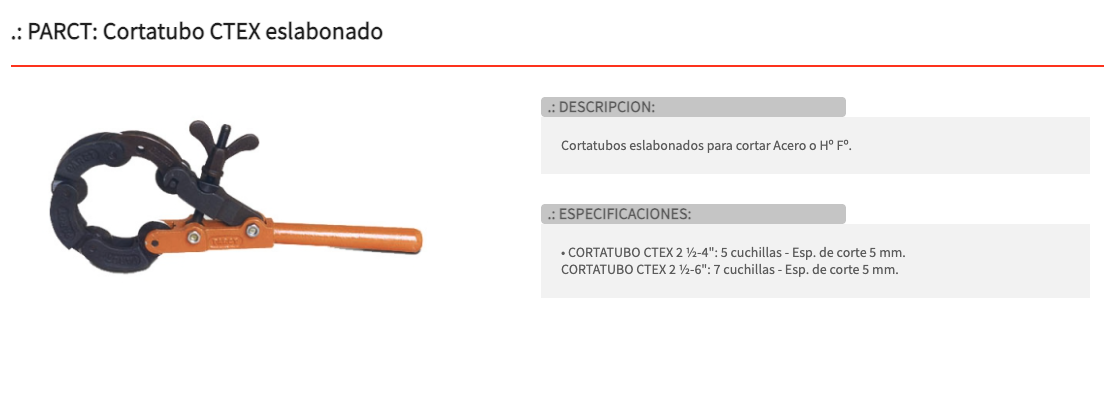 .: PARCT: Cortatubo CTEX eslabonado
.: DESCRIPCION:
Cortatubos eslabonados para cortar Acero o Hº Fº.
.: ESPECIFICACIONES:
• CORTATUBO CTEX 2 ½-4": 5 cuchillas - Esp. de corte 5 mm.
CORTATUBO CTEX 2 ½-6": 7 cuchillas - Esp. de corte 5 mm.